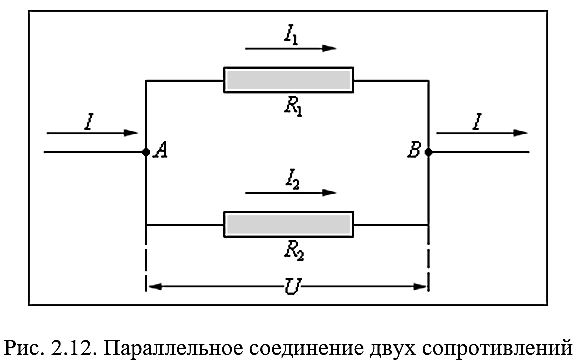 I₁
R₁
I A B I
I₂
R₂
U
Рис. 2.12. Параллельное соединение двух сопротивлений